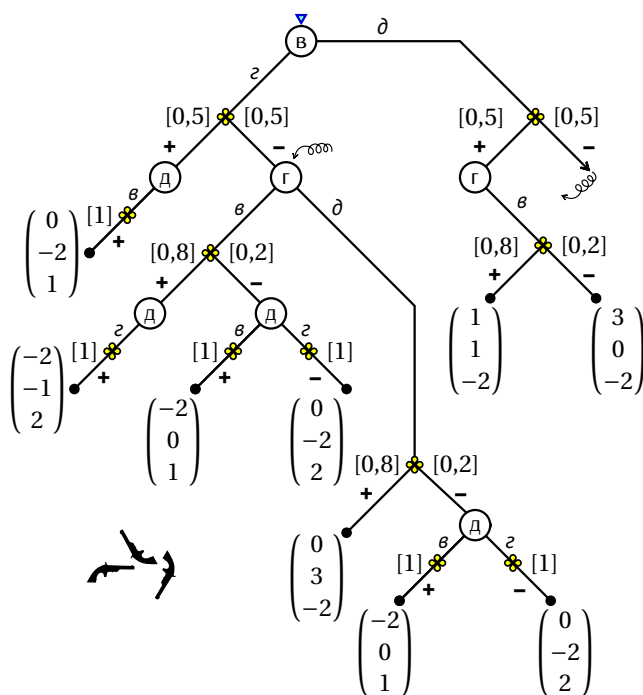 в д
г
[0,5] [0,5] [0,5] [0,5]
+ − + −
д г г
в в д в
[1] [0,8] [0,2] [0,8] [0,2]
+ + − + −
0 −2 1
д д
1 1 −2
3 0 −2
[1] г [1] в г [1]
+ + −
−2 −1 2
−2 0 1
0 −2 2
[0,8] [0,2]
+ −
д
0 3 −2
[1] в г [1]
+ −
−2 0 1
0 −2 2